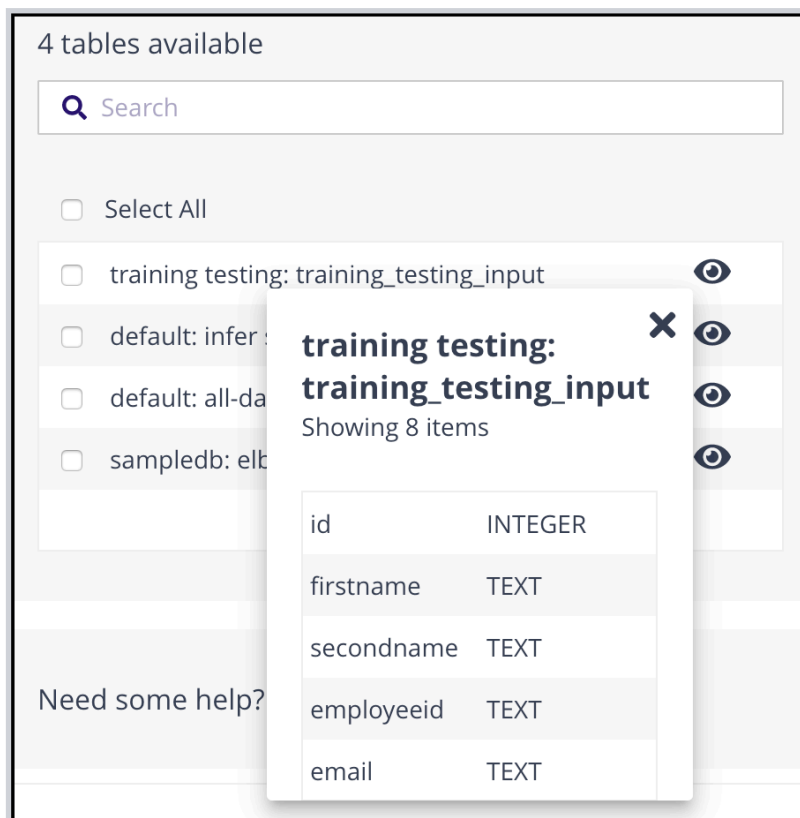 4 tables available
Search
Select All
training testing: training_testing_input
default: infer
default: all-da
sampledb: elb
training testing:
training_testing_input
Showing 8 items
id INTEGER
firstname TEXT
secondname TEXT
employeeid TEXT
email TEXT
Need some help?